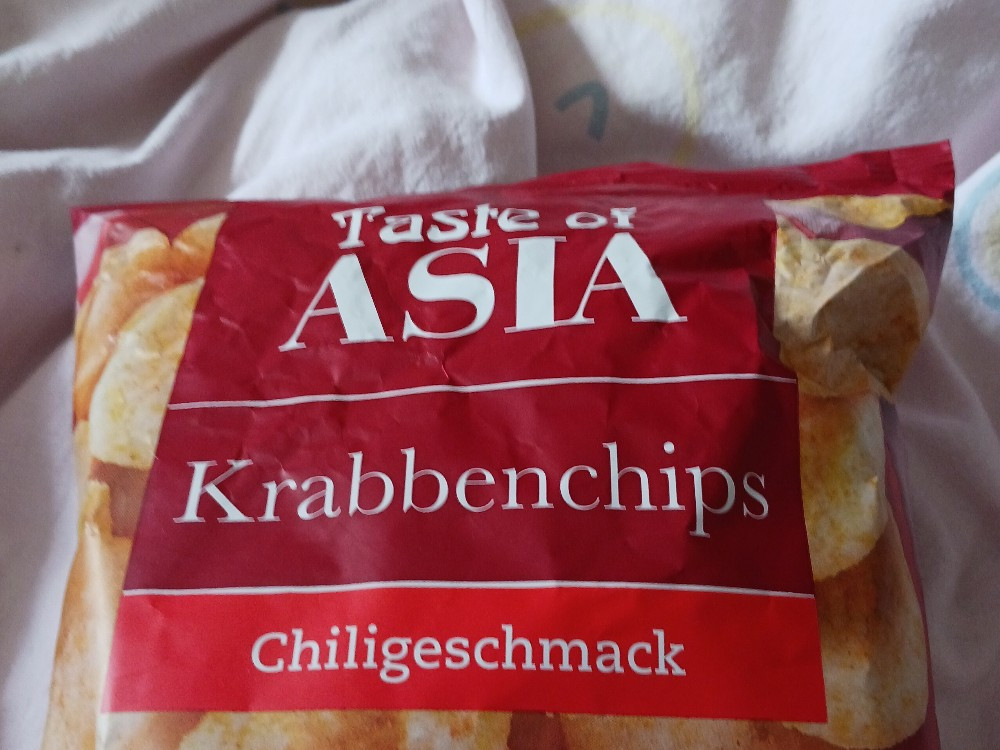 Taste of
ASIA
Krabbenchips
Chiligeschmack